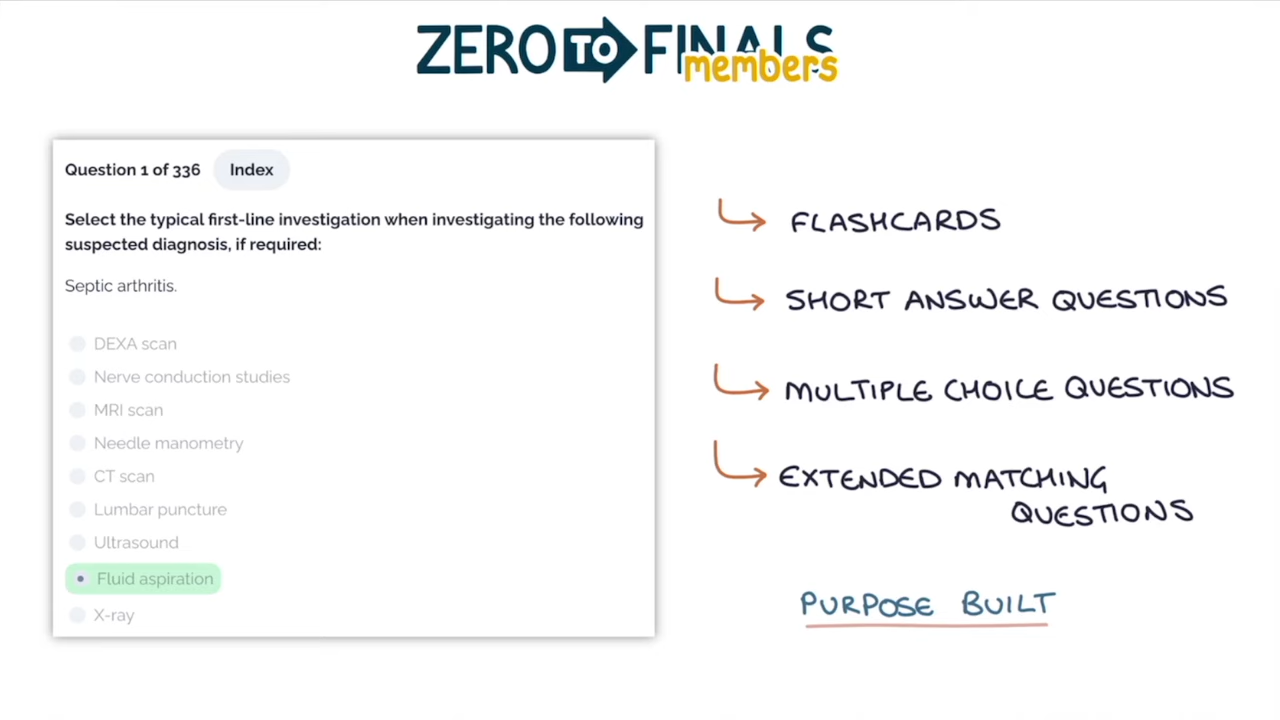 ZERO TO FINALS
members
Question 1 of 336 Index
Select the typical first-line investigation when investigating the following
suspected diagnosis, if required:
Septic arthritis.
DEXA scan
Nerve conduction studies
MRI scan
Needle manometry
CT scan
Lumbar puncture
Ultrasound
Fluid aspiration
X-ray
FLASHCARDS
SHORT ANSWER QUESTIONS
MULTIPLE CHOICE QUESTIONS
EXTENDED MATCHING
QUESTIONS
PURPOSE BUILT